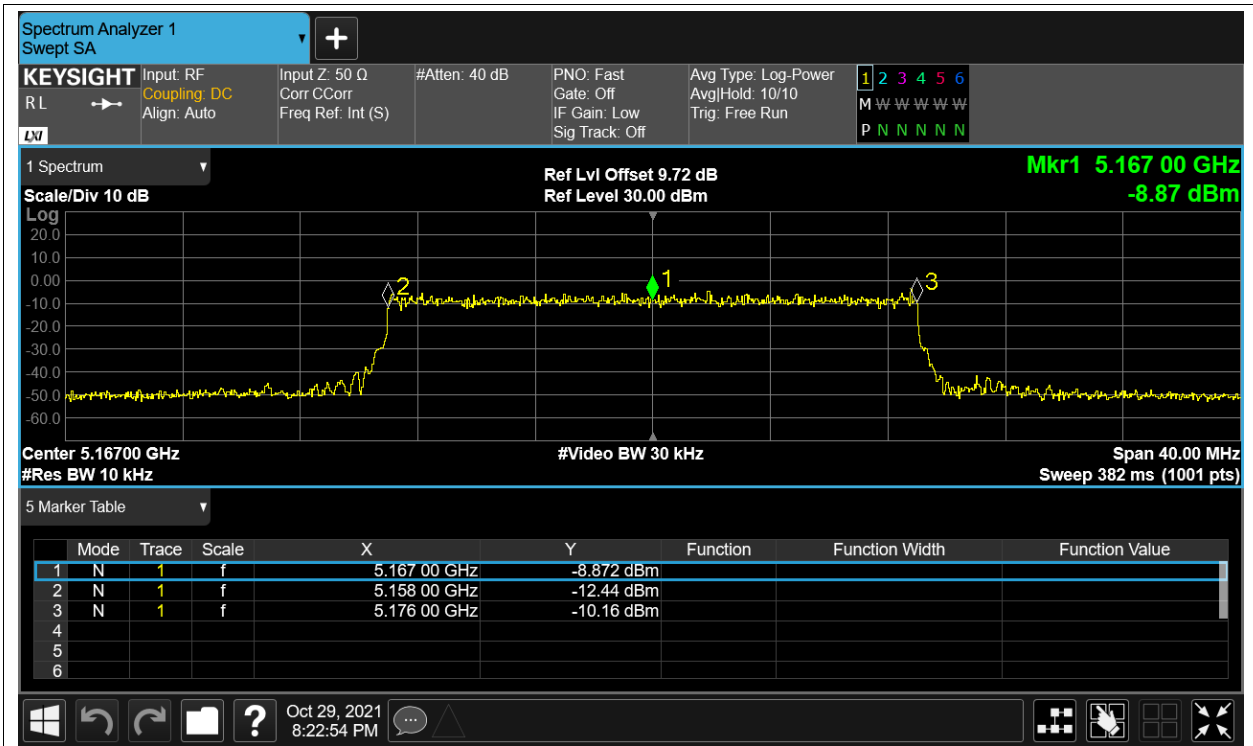 Spectrum Analyzer 1
Swept SA
KEYSIGHT Input: RF Input Z: 50 Ω #Atten: 40 dB PNO: Fast Avg Type: Log-Power 1 2 3 4 5 6
R L Coupling: DC Corr CCorr Gate: Off Avg|Hold: 10/10 M W W W W W W
Align: Auto Freq Ref: Int (S) IF Gain: Low Trig: Free Run
LXI Sig Track: Off P N N N N N N
1 Spectrum Ref Lvl Offset 9.72 dB Mkr1 5.167 00 GHz
Scale/Div 10 dB Ref Level 30.00 dBm -8.87 dBm
Log
20.0
10.0
0.00 2 1 3
-10.0
-20.0
-30.0
-40.0
-50.0
-60.0
Center 5.16700 GHz #Video BW 30 kHz Span 40.00 MHz
#Res BW 10 kHz Sweep 382 ms (1001 pts)
5 Marker Table
Mode Trace Scale X Y Function Function Width Function Value
1 N 1 f 5.167 00 GHz -8.872 dBm
2 N 1 f 5.158 00 GHz -12.44 dBm
3 N 1 f 5.176 00 GHz -10.16 dBm
4
5
6
? Oct 29, 2021
8:22:54 PM